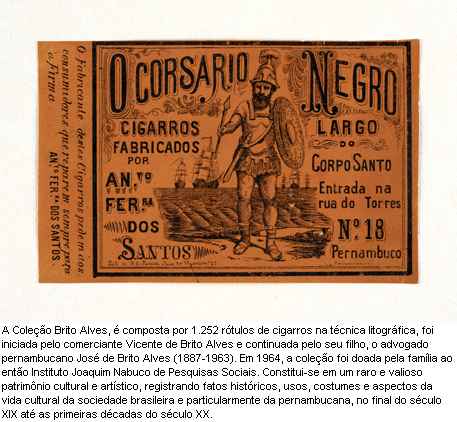 O CORSARIO NEGRO
CIGARROS
FABRICADOS
POR
AN.TO
FER.RA
DOS
SANTOS
LARGO
DO
CORPO SANTO
Entrada na
rua do Torres
Nº 18
Pernambuco
O Fabricante destes Cigarros pedem aos
consumidores que reparem sempre para
a Firma
AN.TO FER.RA DOS SANTOS
A Coleção Brito Alves, é composta por 1.252 rótulos de cigarros na técnica litográfica, foi
iniciada pelo comerciante Vicente de Brito Alves e continuada pelo seu filho, o advogado
pernambucano José de Brito Alves (1887-1963). Em 1964, a coleção foi doada pela família ao
então Instituto Joaquim Nabuco de Pesquisas Sociais. Constitui-se em um raro e valioso
patrimônio cultural e artístico, registrando fatos históricos, usos, costumes e aspectos da
vida cultural da sociedade brasileira e particularmente da pernambucana, no final do século
XIX até as primeiras décadas do século XX.